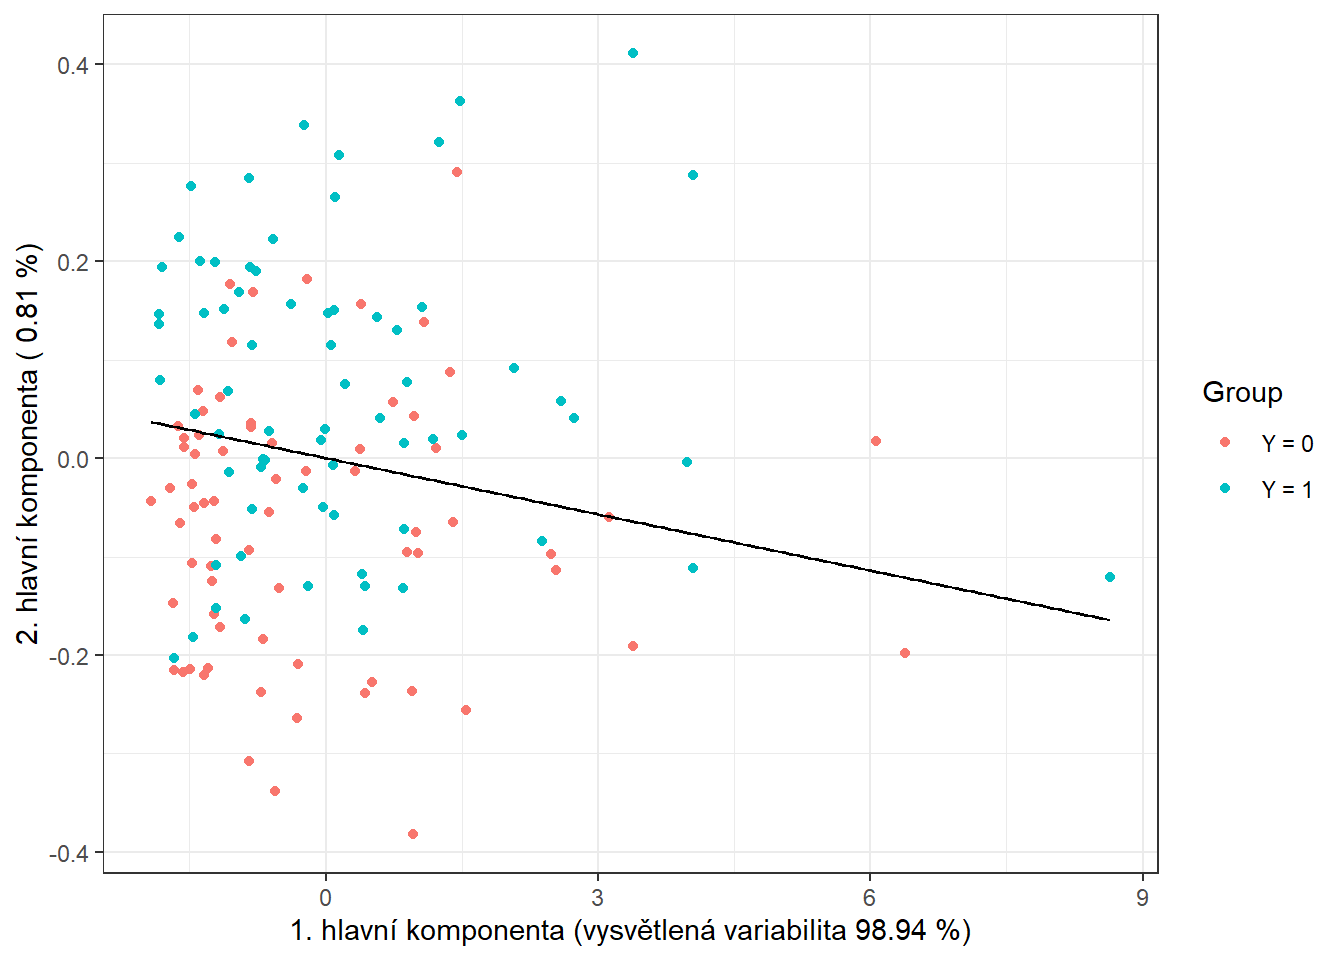 0.4
0.2
0.0
-0.2
-0.4
2. hlavní komponenta ( 0.81 %)
0 3 6 9
1. hlavní komponenta (vysvětlená variabilita 98.94 %)
Group
Y = 0
Y = 1